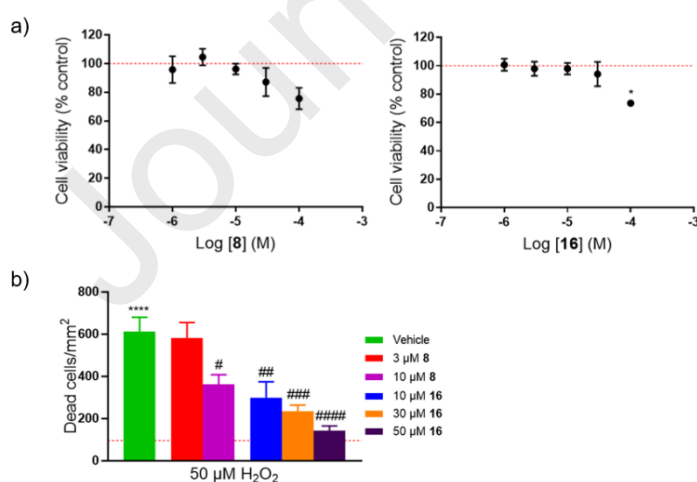 a)
120
100
80
60
40
20
0
-7
-6
-5
-4
-3
Cell viability (% control)
Log [8] (M)
120
100
80
60
40
20
0
-7
-6
-5
-4
-3
Cell viability (% control)
Log [16] (M)
*
b)
800
600
400
200
0
Dead cells/mm²
****
#
##
###
####
50 µM H₂O₂
Vehicle
3 µM 8
10 µM 8
10 µM 16
30 µM 16
50 µM 16
Journ